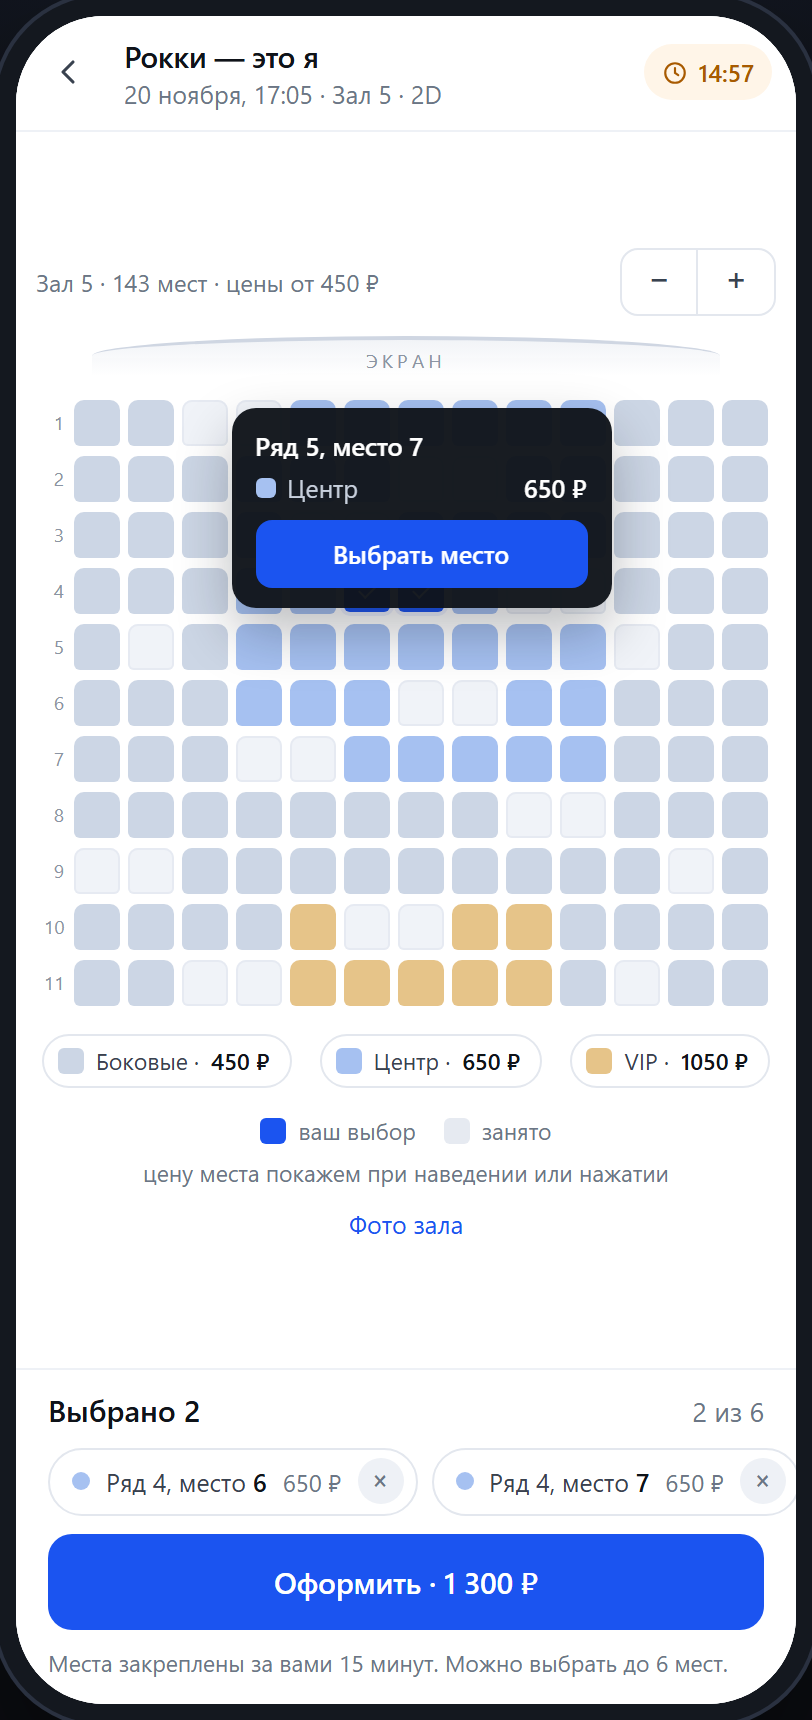 Рокки — это я
20 ноября, 17:05 · Зал 5 · 2D
14:57
Зал 5 · 143 мест · цены от 450 ₽
− +
ЭКРАН
1
Ряд 5, место 7
2
Центр 650 ₽
3
Выбрать место
4
5
6
7
8
9
10
11
Боковые · 450 ₽
Центр · 650 ₽
VIP · 1050 ₽
ваш выбор
занято
цену места покажем при наведении или нажатии
Фото зала
Выбрано 2
2 из 6
Ряд 4, место 6 650 ₽ ×
Ряд 4, место 7 650 ₽ ×
Оформить · 1 300 ₽
Места закреплены за вами 15 минут. Можно выбрать до 6 мест.